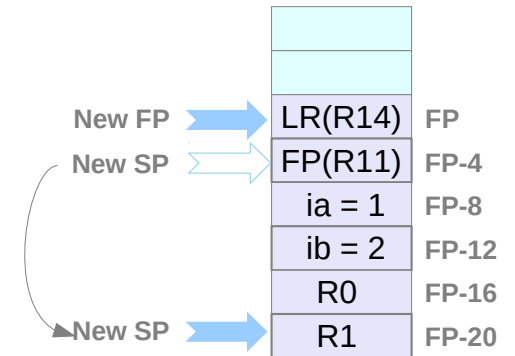 New FP LR(R14) FP
New SP FP(R11) FP-4
ia = 1 FP-8
ib = 2 FP-12
R0 FP-16
New SP R1 FP-20